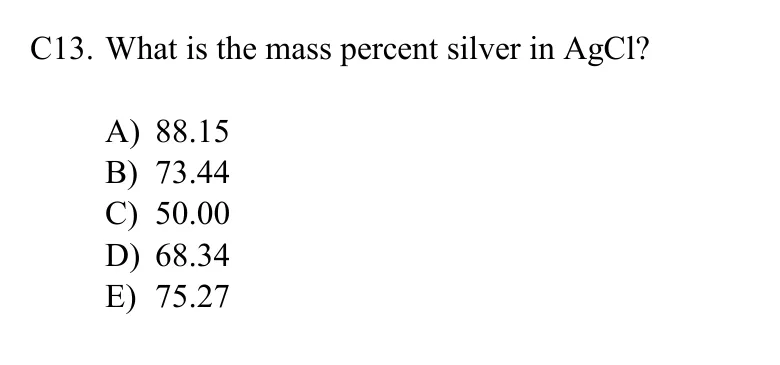 C13. What is the mass percent silver in AgCl?
A) 88.15
B) 73.44
C) 50.00
D) 68.34
E) 75.27